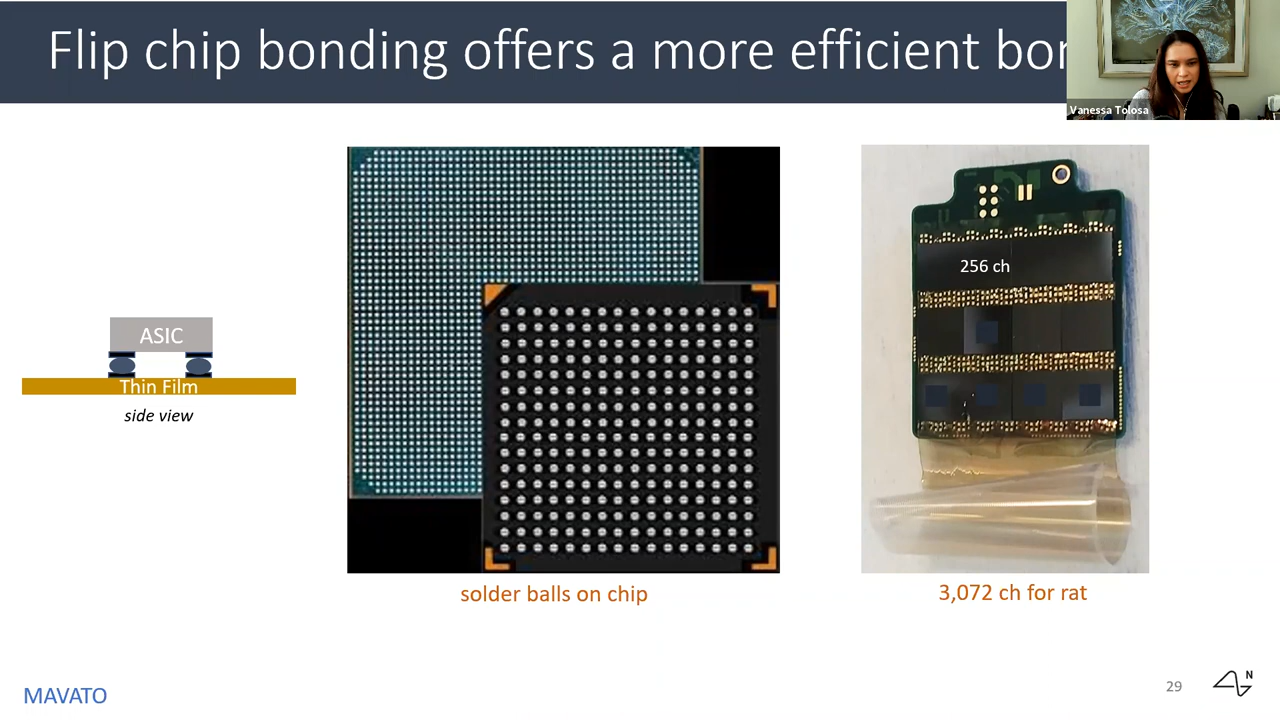 Flip chip bonding offers a more efficient
Vanessa Tolosa
256 ch
ASIC
Thin Film
side view
solder balls on chip
3,072 ch for rat
MAVATO
29
N